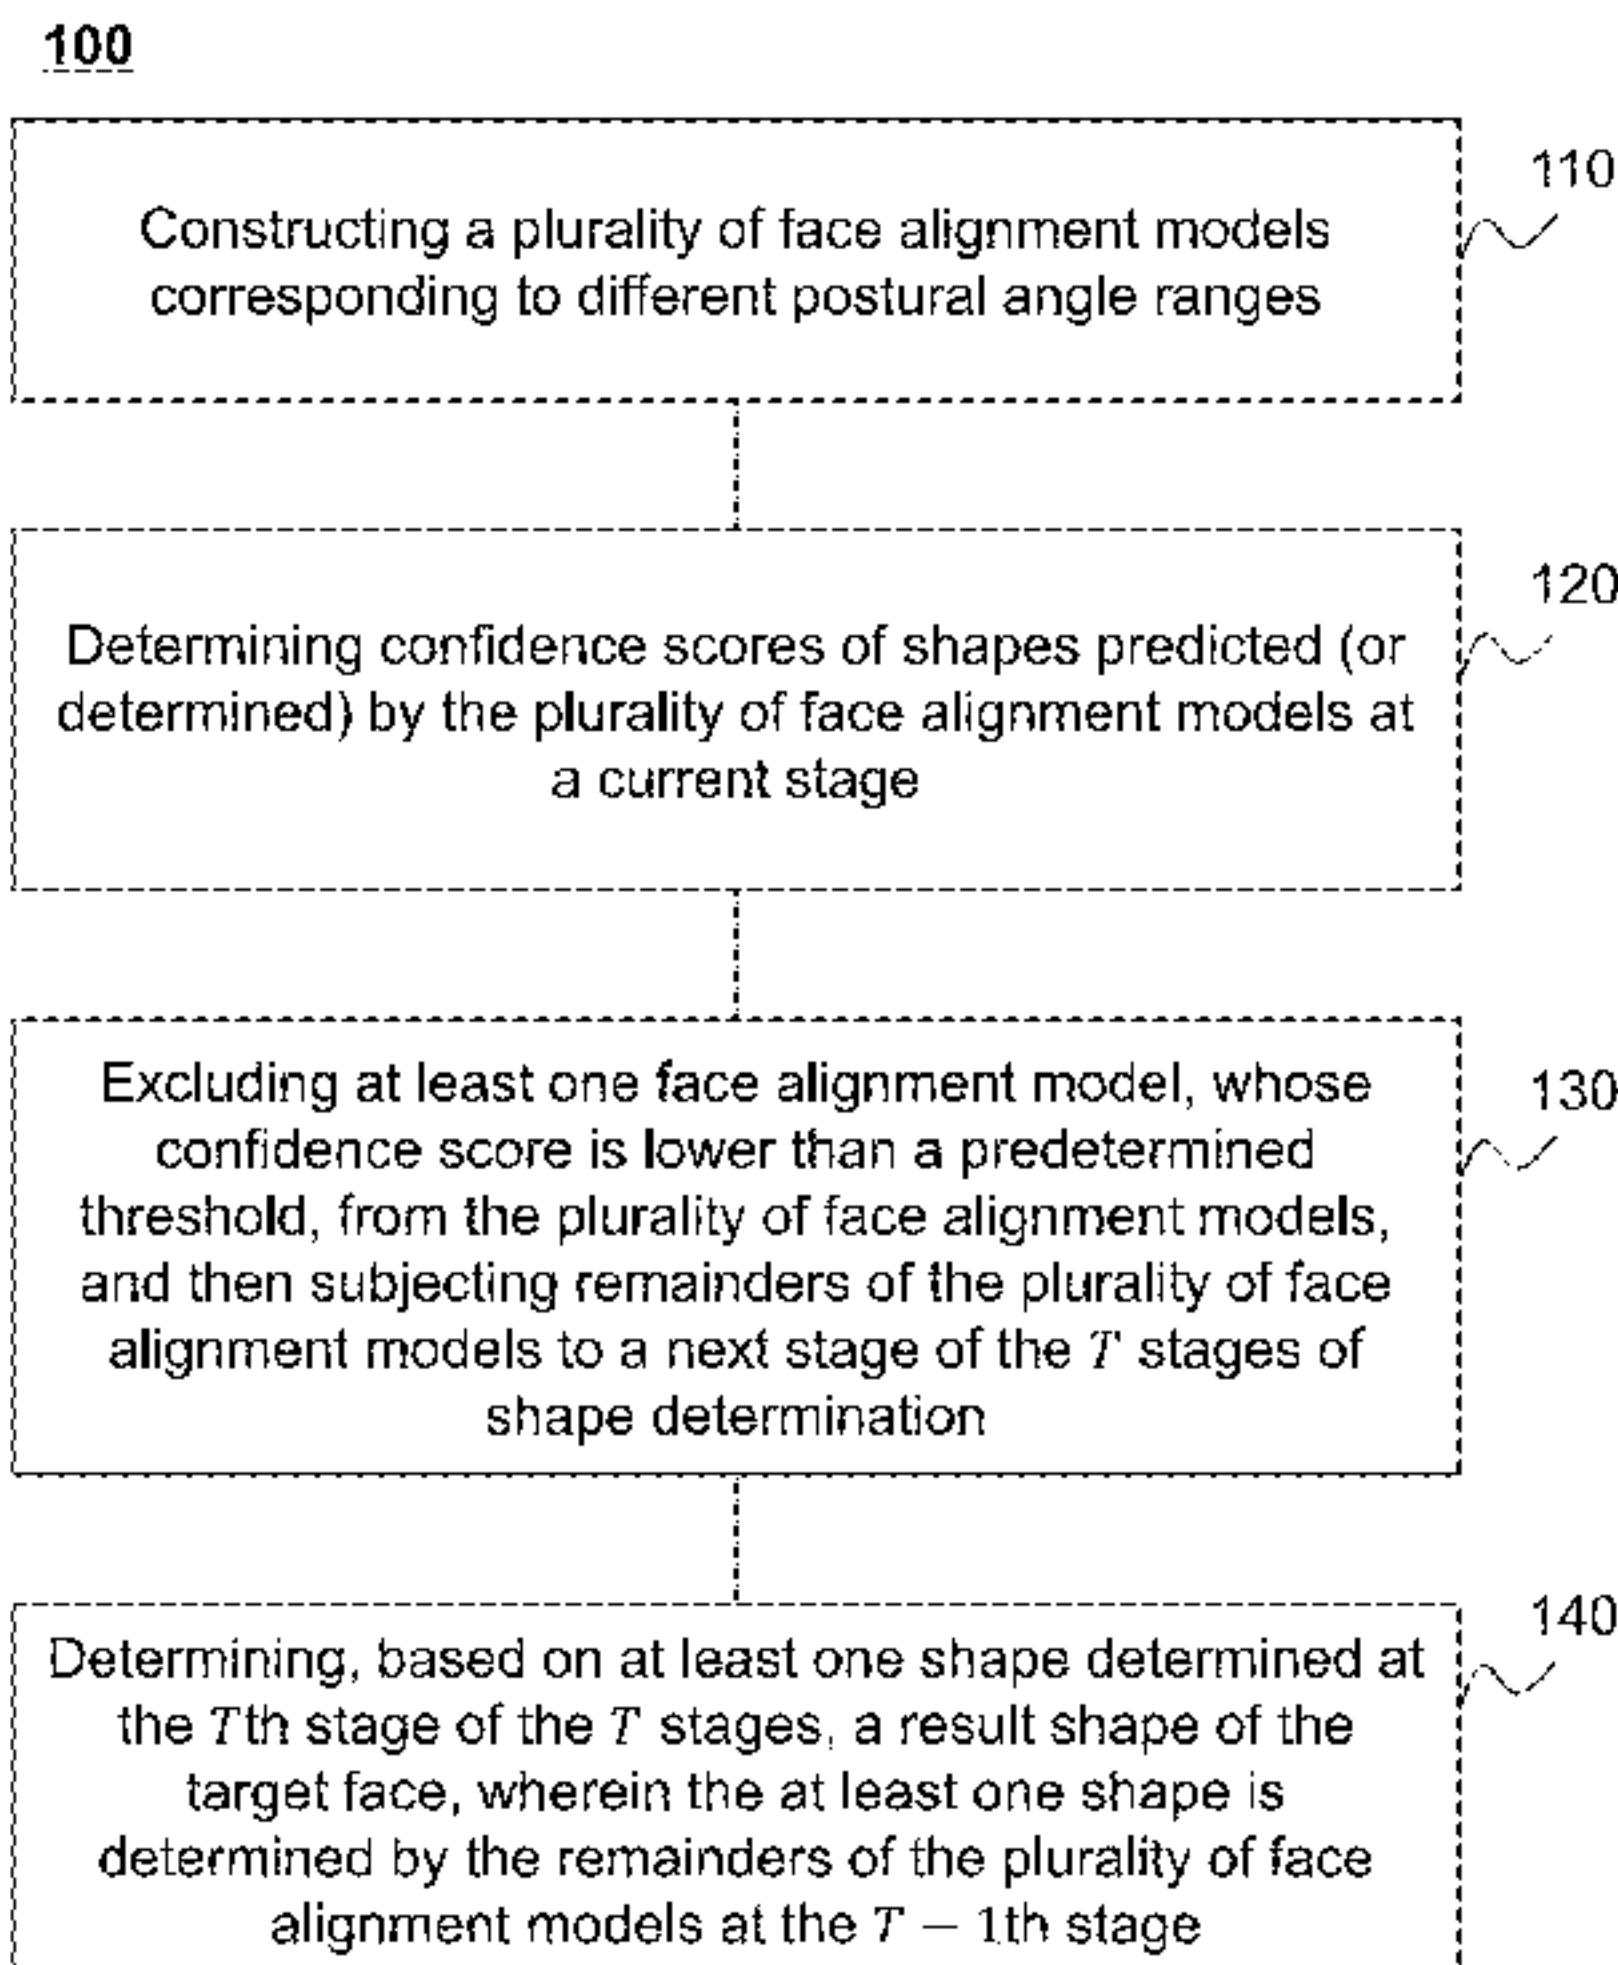 100
110
Constructing a plurality of face alignment models
corresponding to different postural angle ranges
120
Determining confidence scores of shapes predicted (or
determined) by the plurality of face alignment models at
a current stage
130
Excluding at least one face alignment model, whose
confidence score is lower than a predetermined
threshold, from the plurality of face alignment models,
and then subjecting remainders of the plurality of face
alignment models to a next stage of the T stages of
shape determination
140
Determining, based on at least one shape determined at
the Tth stage of the T stages, a result shape of the
target face, wherein the at least one shape is
determined by the remainders of the plurality of face
alignment models at the T − 1th stage